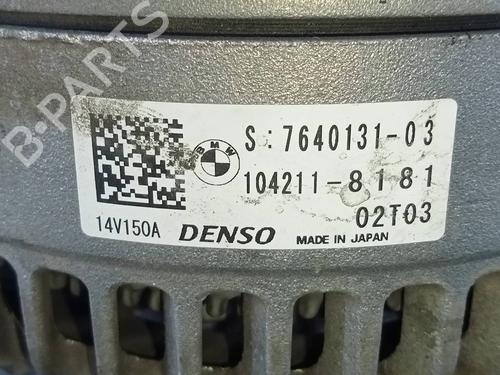 B-PARTS
BMW
S:7640131-03
104211-8181
02T03
14V150A DENSO MADE IN JAPAN